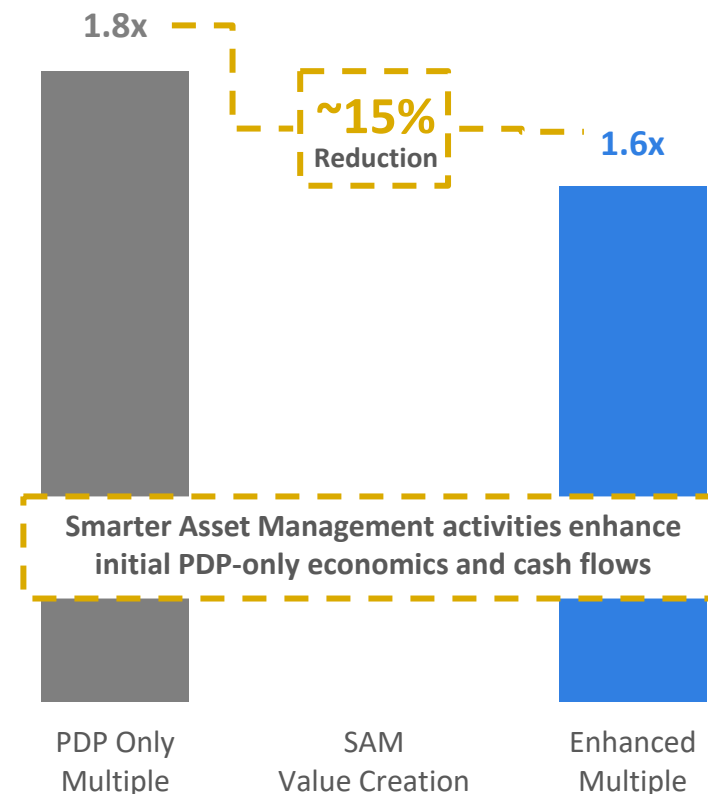 1.8x
~15%
Reduction
1.6x
Smarter Asset Management activities enhance
initial PDP-only economics and cash flows
PDP Only
Multiple
SAM
Value Creation
Enhanced
Multiple